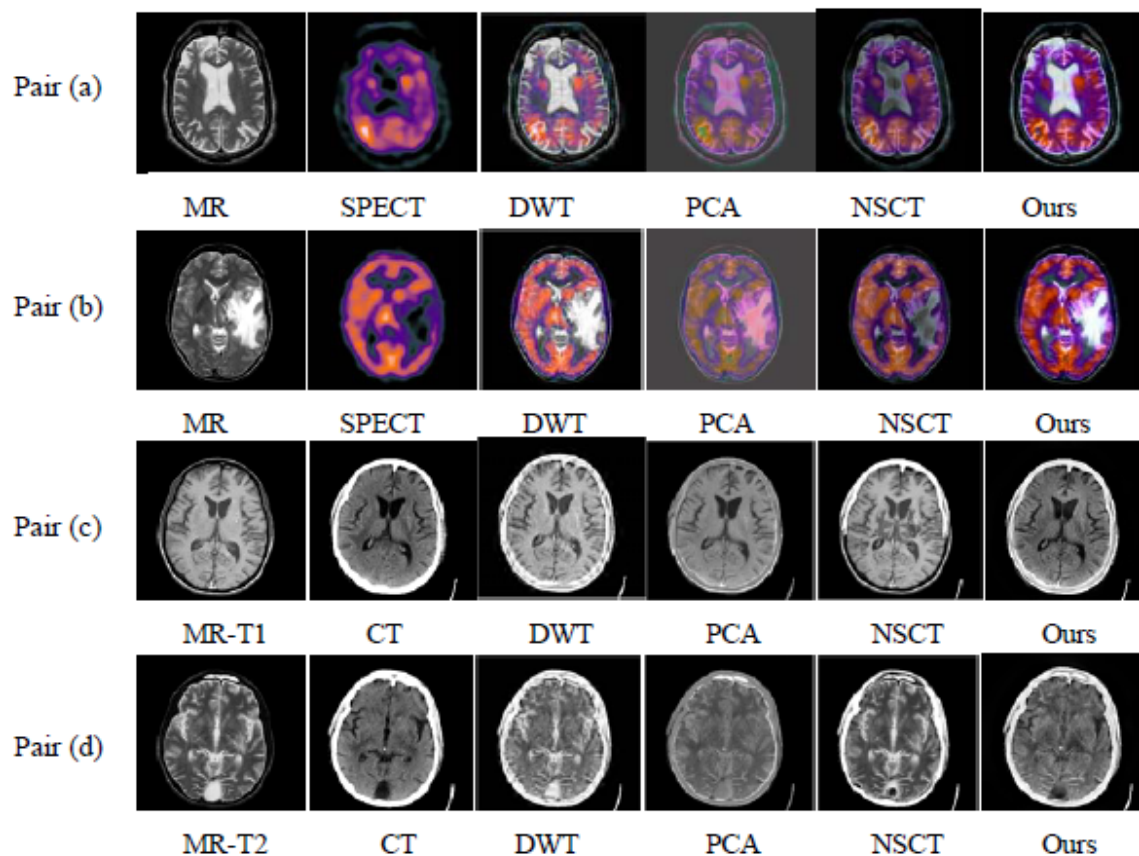 Pair (a)
MR SPECT DWT PCA NSCT Ours
Pair (b)
MR SPECT DWT PCA NSCT Ours
Pair (c)
MR-T1 CT DWT PCA NSCT Ours
Pair (d)
MR-T2 CT DWT PCA NSCT Ours